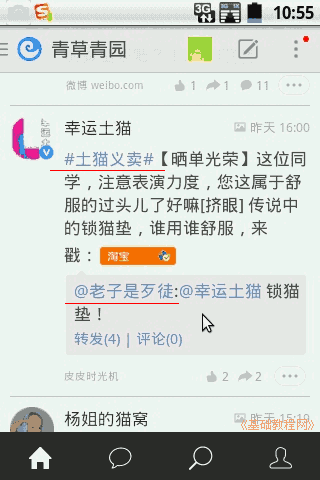 3G
10:55
青草青园
微博 weibo.com 1 1 11
幸运土猫
昨天 16:00
#土猫义卖#【晒单光荣】这位同
学，注意表演力度，您这属于舒
服的过头儿了好嘛[挤眼] 传说中
的锁猫垫，谁用谁舒服，来
戳： 淘宝
@老子是歹徒:@幸运土猫 锁猫
垫！
转发(4) | 评论(0)
皮皮时光机 2 2
杨姐的猫窝
昨天 15:19
《基础教程网》